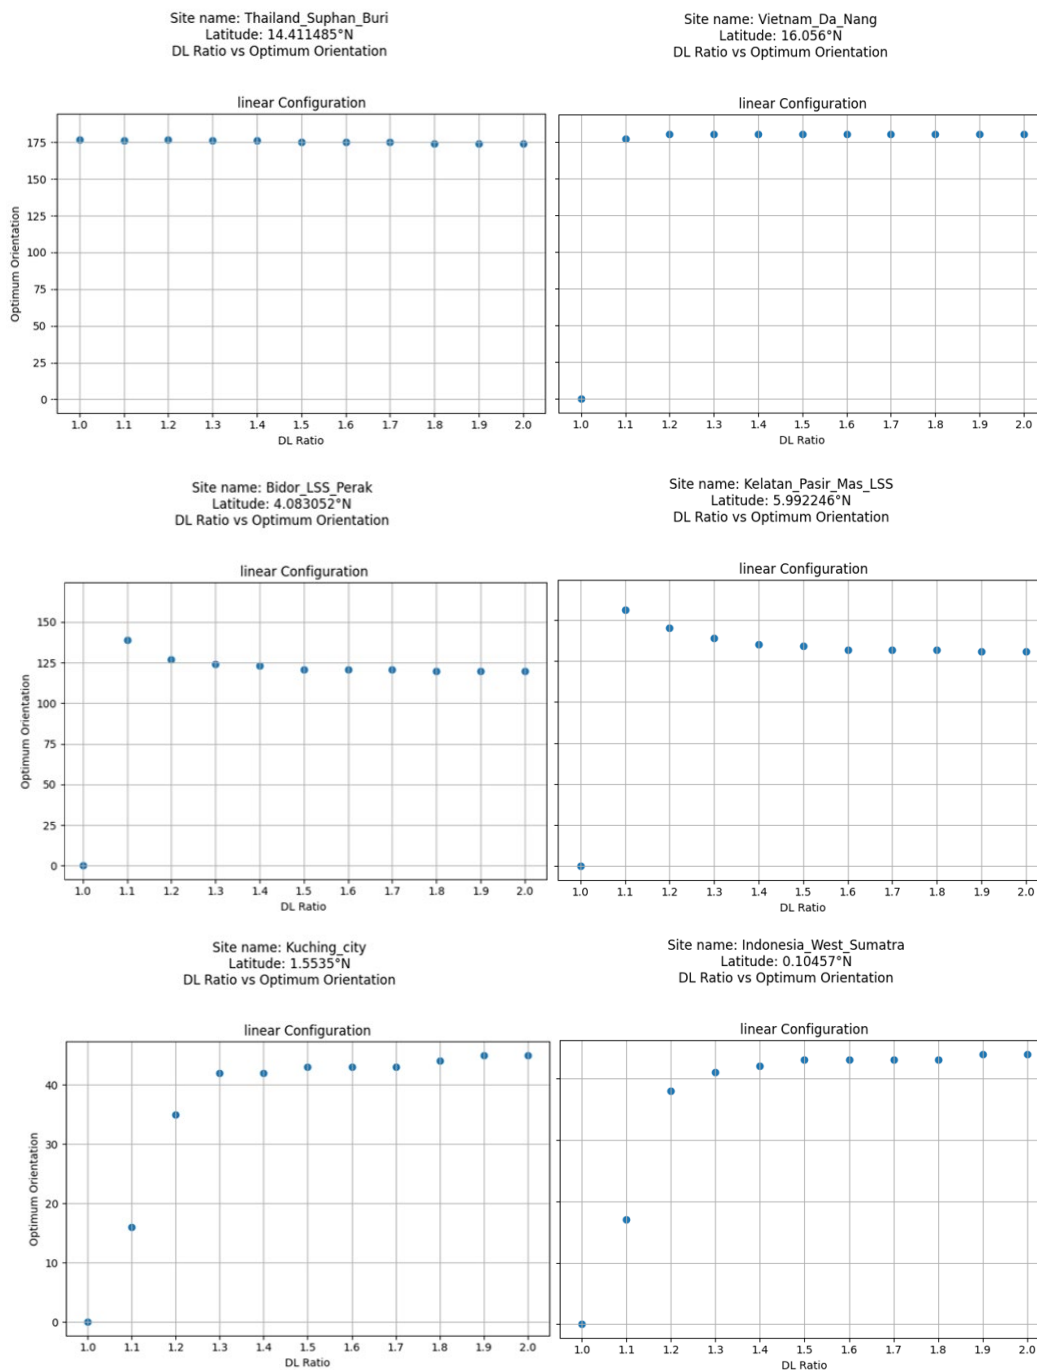 Site name: Thailand_Suphan_Buri
Latitude: 14.411485°N
DL Ratio vs Optimum Orientation
linear Configuration
Optimum Orientation
175
150
125
100
75
50
25
0
1.0 1.1 1.2 1.3 1.4 1.5 1.6 1.7 1.8 1.9 2.0
DL Ratio
Site name: Vietnam_Da_Nang
Latitude: 16.056°N
DL Ratio vs Optimum Orientation
linear Configuration
1.0 1.1 1.2 1.3 1.4 1.5 1.6 1.7 1.8 1.9 2.0
DL Ratio
Site name: Bidor_LSS_Perak
Latitude: 4.083052°N
DL Ratio vs Optimum Orientation
linear Configuration
Optimum Orientation
150
125
100
75
50
25
0
1.0 1.1 1.2 1.3 1.4 1.5 1.6 1.7 1.8 1.9 2.0
DL Ratio
Site name: Kelatan_Pasir_Mas_LSS
Latitude: 5.992246°N
DL Ratio vs Optimum Orientation
linear Configuration
1.0 1.1 1.2 1.3 1.4 1.5 1.6 1.7 1.8 1.9 2.0
DL Ratio
Site name: Kuching_city
Latitude: 1.5535°N
DL Ratio vs Optimum Orientation
linear Configuration
Optimum Orientation
40
30
20
10
0
1.0 1.1 1.2 1.3 1.4 1.5 1.6 1.7 1.8 1.9 2.0
DL Ratio
Site name: Indonesia_West_Sumatra
Latitude: 0.10457°N
DL Ratio vs Optimum Orientation
linear Configuration
1.0 1.1 1.2 1.3 1.4 1.5 1.6 1.7 1.8 1.9 2.0
DL Ratio